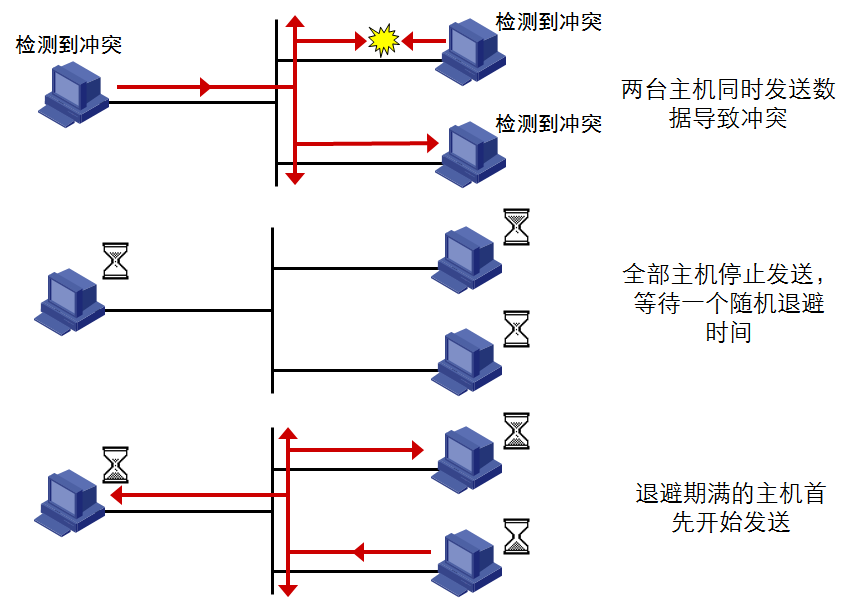 检测到冲突
检测到冲突
两台主机同时发送数
据导致冲突
检测到冲突
全部主机停止发送，
等待一个随机退避
时间
退避期满的主机首
先开始发送